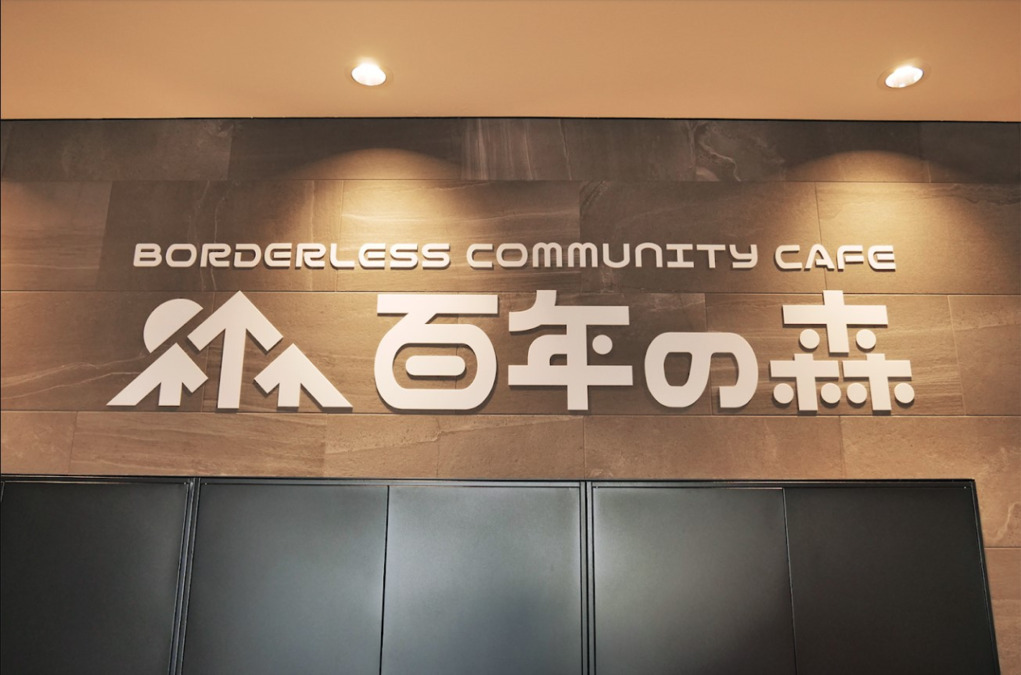 BORDERLESS COMMUNITY CAFE
百年の森